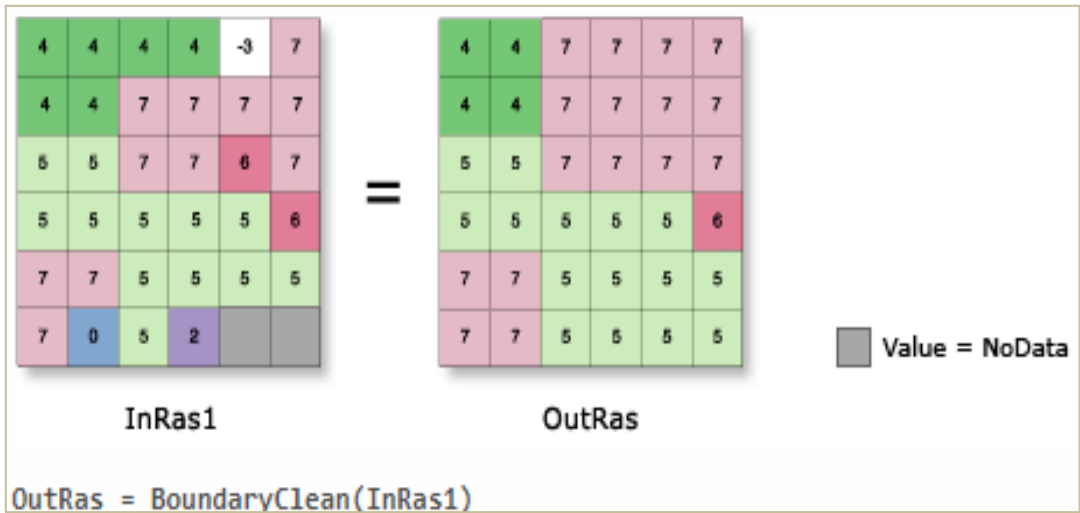 4 4 4 4 -3 7 4 4 7 7 7 7
4 4 7 7 7 7 4 4 7 7 7 7
5 5 7 7 6 7 5 5 7 7 7 7
=
5 5 5 5 5 6 5 5 5 5 5 6
7 7 5 5 5 5 7 7 5 5 5 5
7 0 5 2 7 7 5 5 5 5
Value = NoData
InRas1 OutRas
OutRas = BoundaryClean(InRas1)